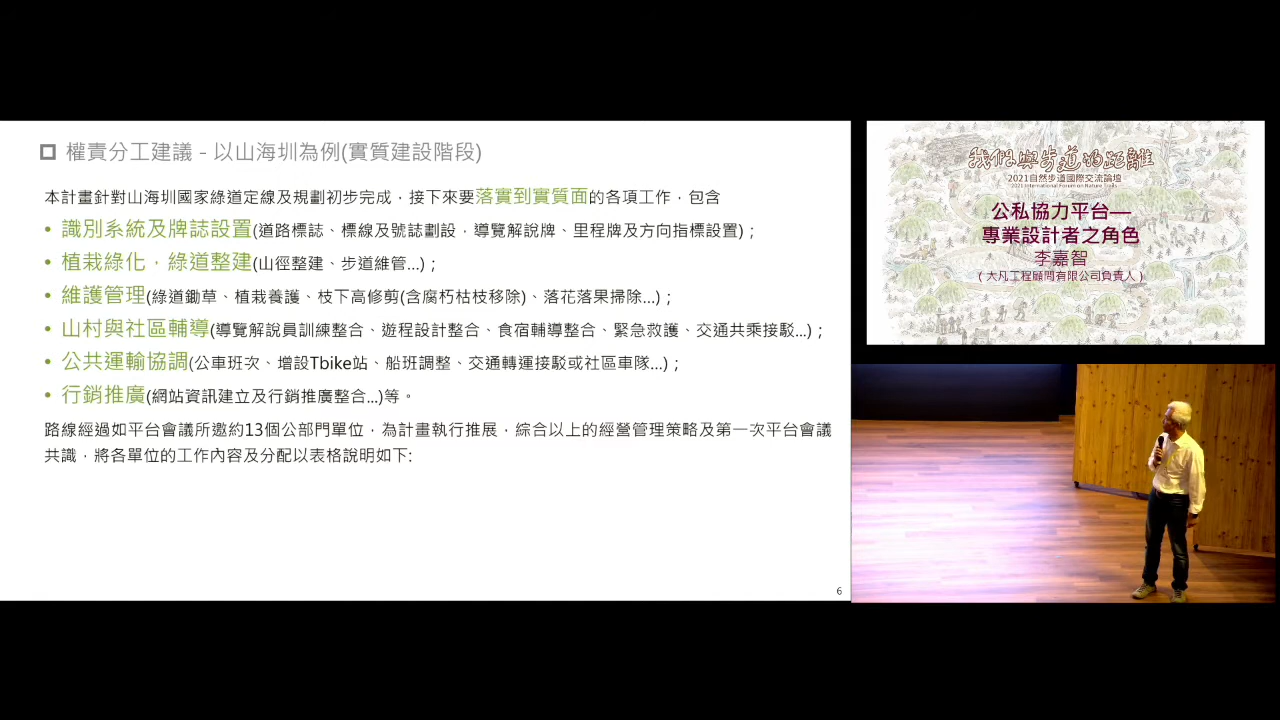 權責分工建議 - 以山海圳為例(實質建設階段)
本計畫針對山海圳國家綠道定線及規劃初步完成，接下來要落實到實質面的各項工作，包含
• 識別系統及牌誌設置(道路標誌、標線及號誌劃設，導覽解說牌、里程牌及方向指標設置)；
• 植栽綠化，綠道整建(山徑整建、步道維管...)；
• 維護管理(綠道鋤草、植栽養護、枝下高修剪(含腐朽枯枝移除)、落花落果掃除...)；
• 山村與社區輔導(導覽解說員訓練整合、遊程設計整合、食宿輔導整合、緊急救護、交通共乘接駁...)；
• 公共運輸協調(公車班次、增設Tbike站、船班調整、交通轉運接駁或社區車隊...)；
• 行銷推廣(網站資訊建立及行銷推廣整合...)等。
路線經過如平台會議所邀約13個公部門單位，為計畫執行推展，綜合以上的經營管理策略及第一次平台會議
共識，將各單位的工作內容及分配以表格說明如下:
6
我們與步道的距離
2021自然步道國際交流論壇
2021 International Forum on Nature Trails
公私協力平台—
專業設計者之角色
李嘉智
(大凡工程顧問有限公司負責人)